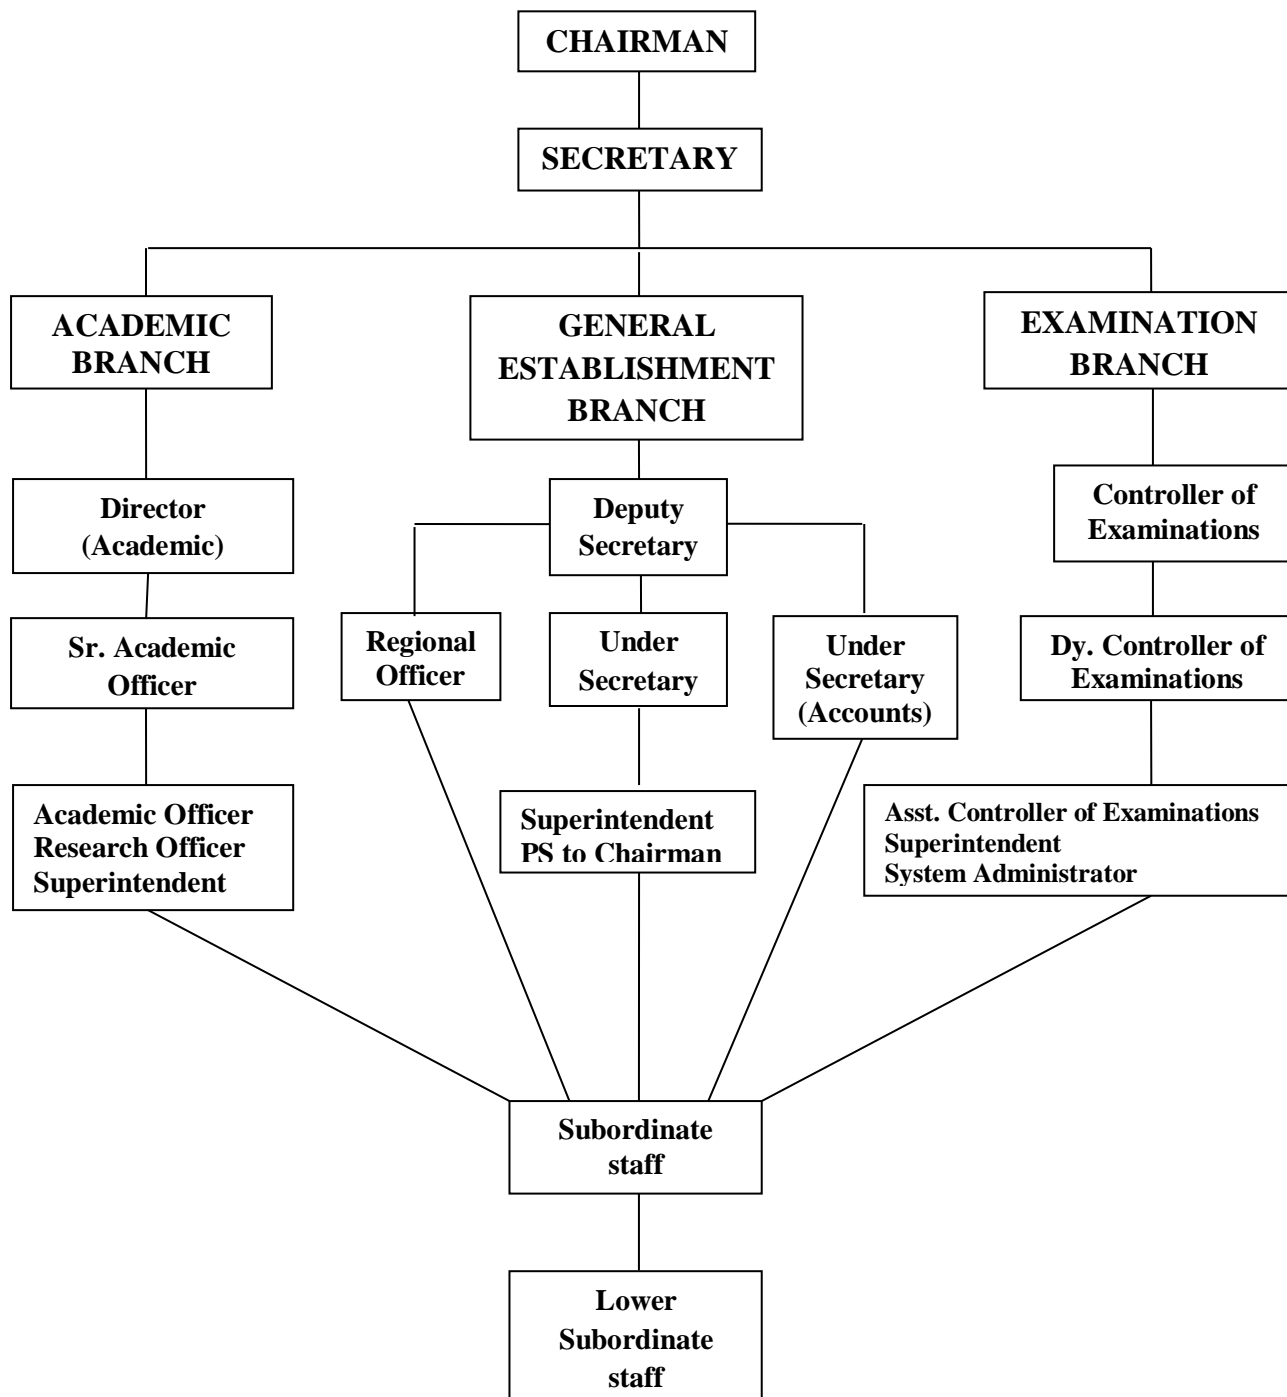 CHAIRMAN
SECRETARY
ACADEMIC
BRANCH
GENERAL
ESTABLISHMENT
BRANCH
EXAMINATION
BRANCH
Director
(Academic)
Deputy
Secretary
Controller of
Examinations
Sr. Academic
Officer
Regional
Officer
Under
Secretary
Under
Secretary
(Accounts)
Dy. Controller of
Examinations
Academic Officer
Research Officer
Superintendent
Superintendent
PS to Chairman
Asst. Controller of Examinations
Superintendent
System Administrator
Subordinate
staff
Lower
Subordinate
staff